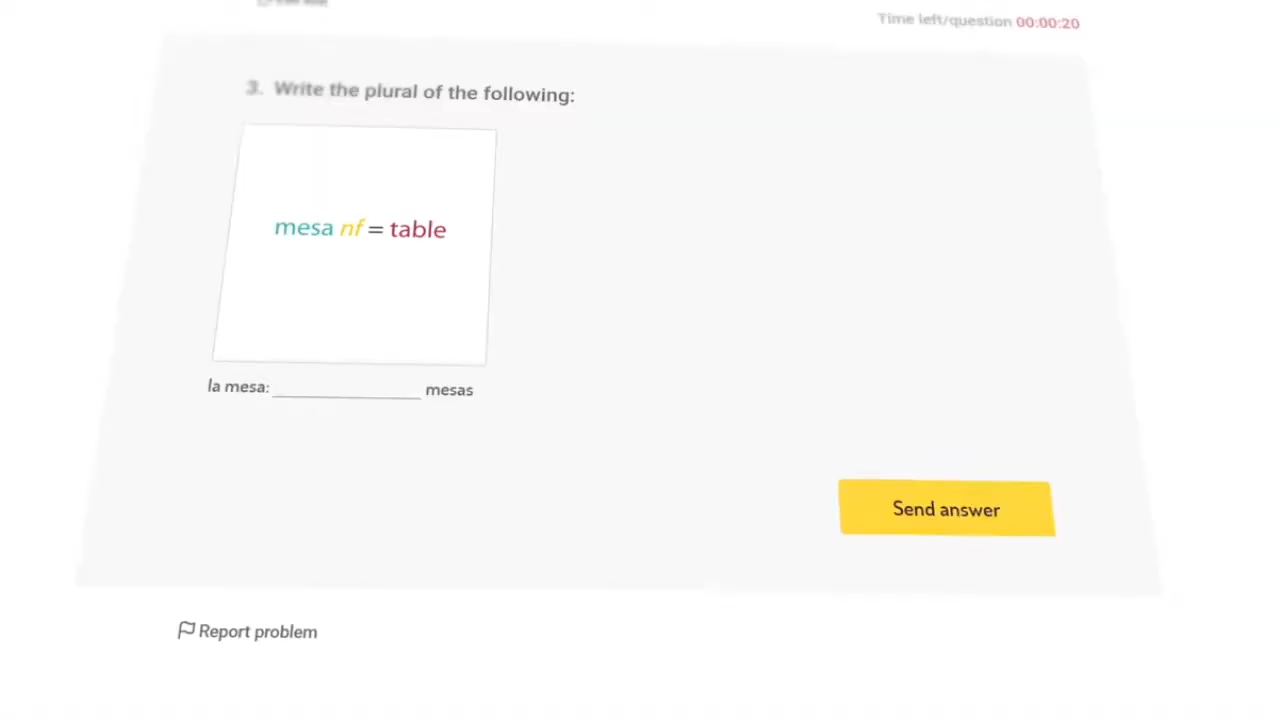 Time left/question 00:00:20
3. Write the plural of the following:
mesa nf = table
la mesa: ____________ mesas
Send answer
Report problem